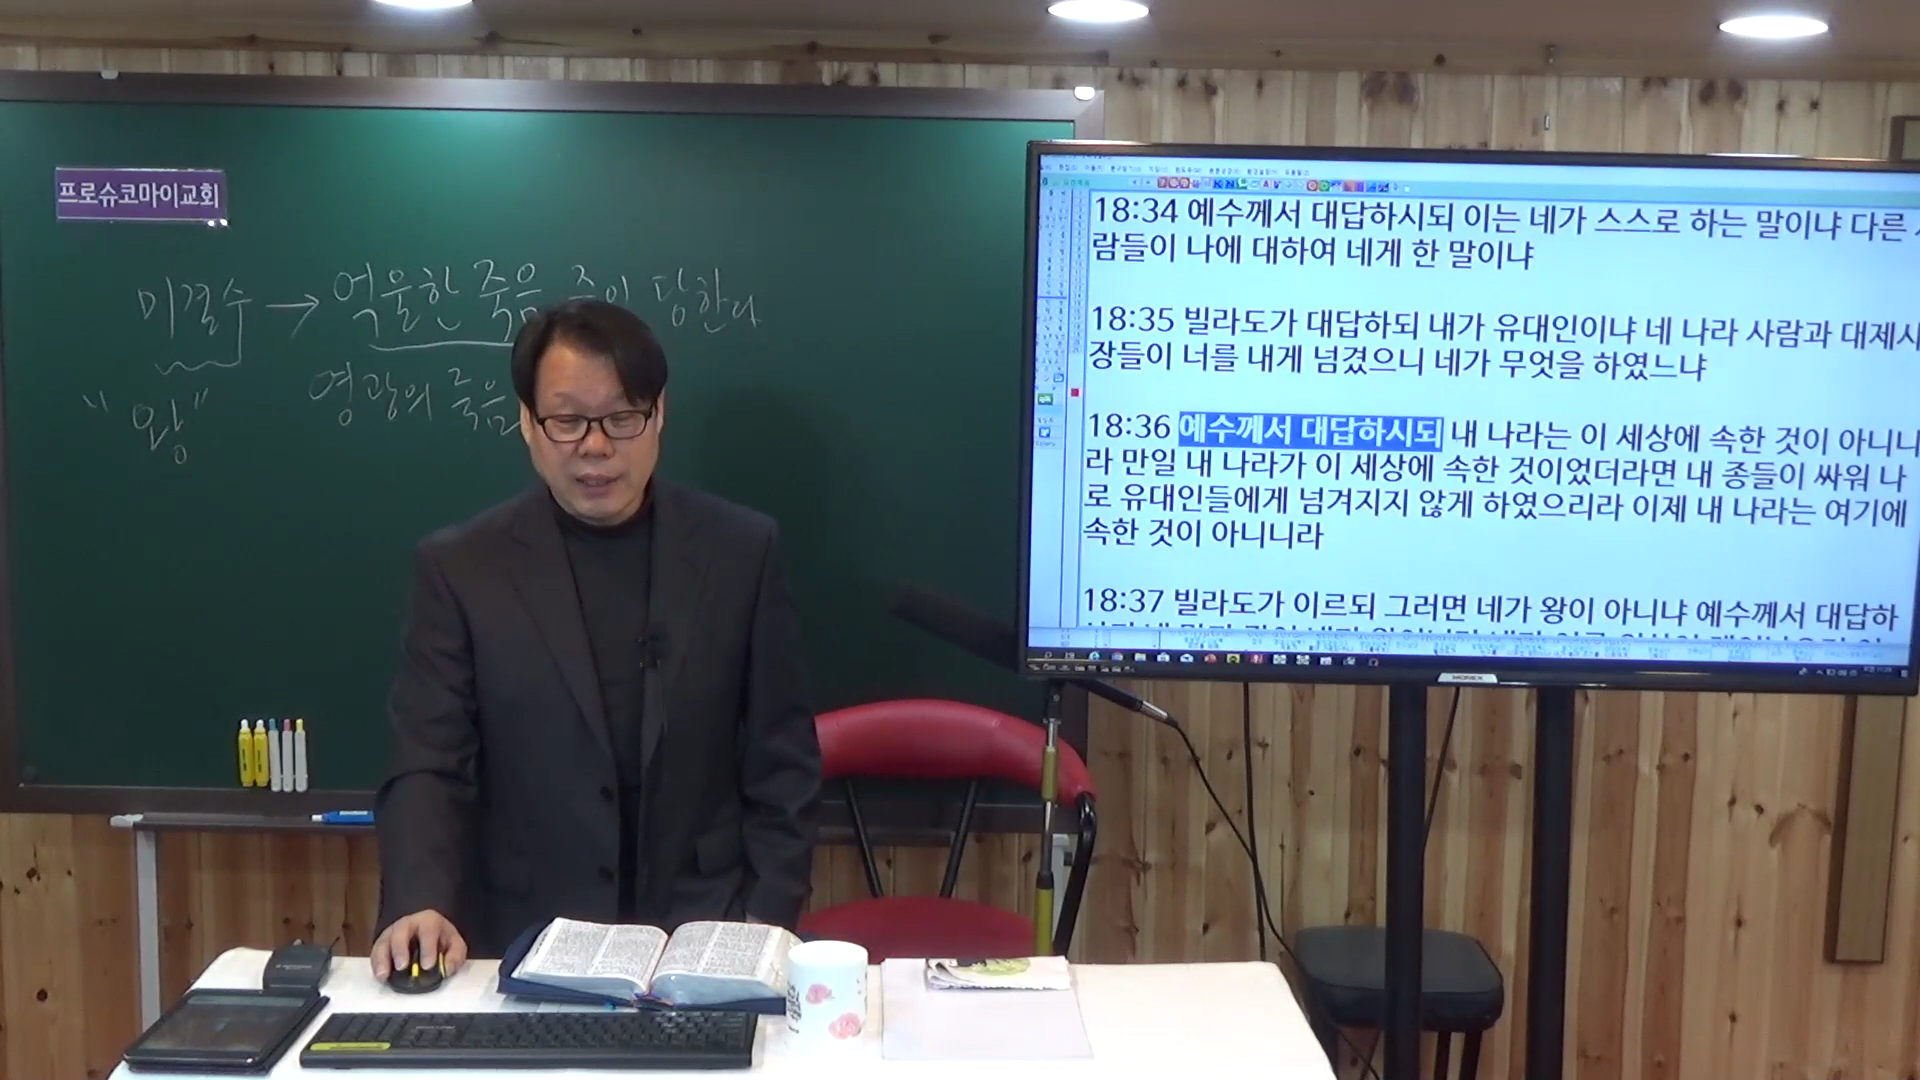 프로슈코마이교회
미결수 → 억울한 죽음 당한다
"왕" 영광의 죽음
18:34 예수께서 대답하시되 이는 네가 스스로 하는 말이냐 다른
람들이 나에 대하여 네게 한 말이냐
18:35 빌라도가 대답하되 내가 유대인이냐 네 나라 사람과 대제사
장들이 너를 내게 넘겼으니 네가 무엇을 하였느냐
18:36 예수께서 대답하시되 내 나라는 이 세상에 속한 것이 아니니
라 만일 내 나라가 이 세상에 속한 것이었더라면 내 종들이 싸워 나
로 유대인들에게 넘겨지지 않게 하였으리라 이제 내 나라는 여기에
속한 것이 아니니라
18:37 빌라도가 이르되 그러면 네가 왕이 아니냐 예수께서 대답하